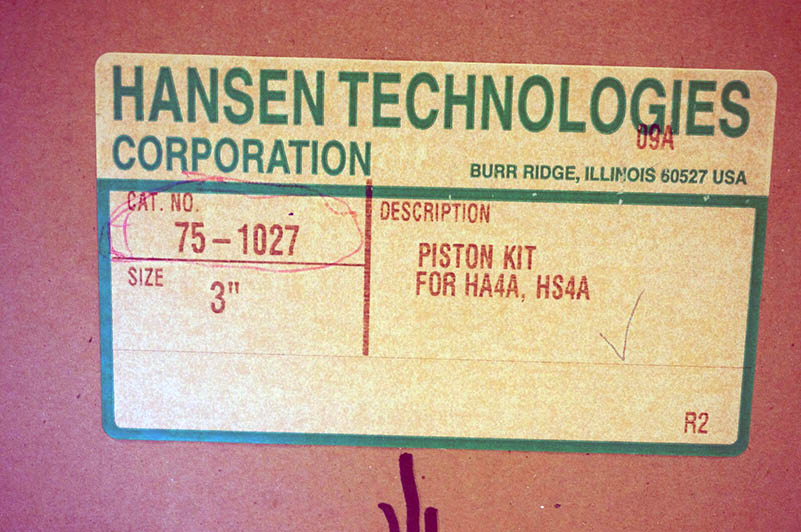 HANSEN TECHNOLOGIES
09A
CORPORATION
BURR RIDGE, ILLINOIS 60527 USA
CAT. NO.
75-1027
DESCRIPTION
PISTON KIT
FOR HA4A, HS4A
SIZE
3"
R2